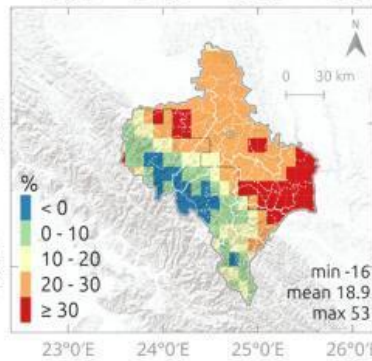 N
0 30 km
%
< 0
0 - 10
10 - 20
20 - 30
≥ 30
min -16
mean 18.9
max 53
23°0'E 24°0'E 25°0'E 26°0'